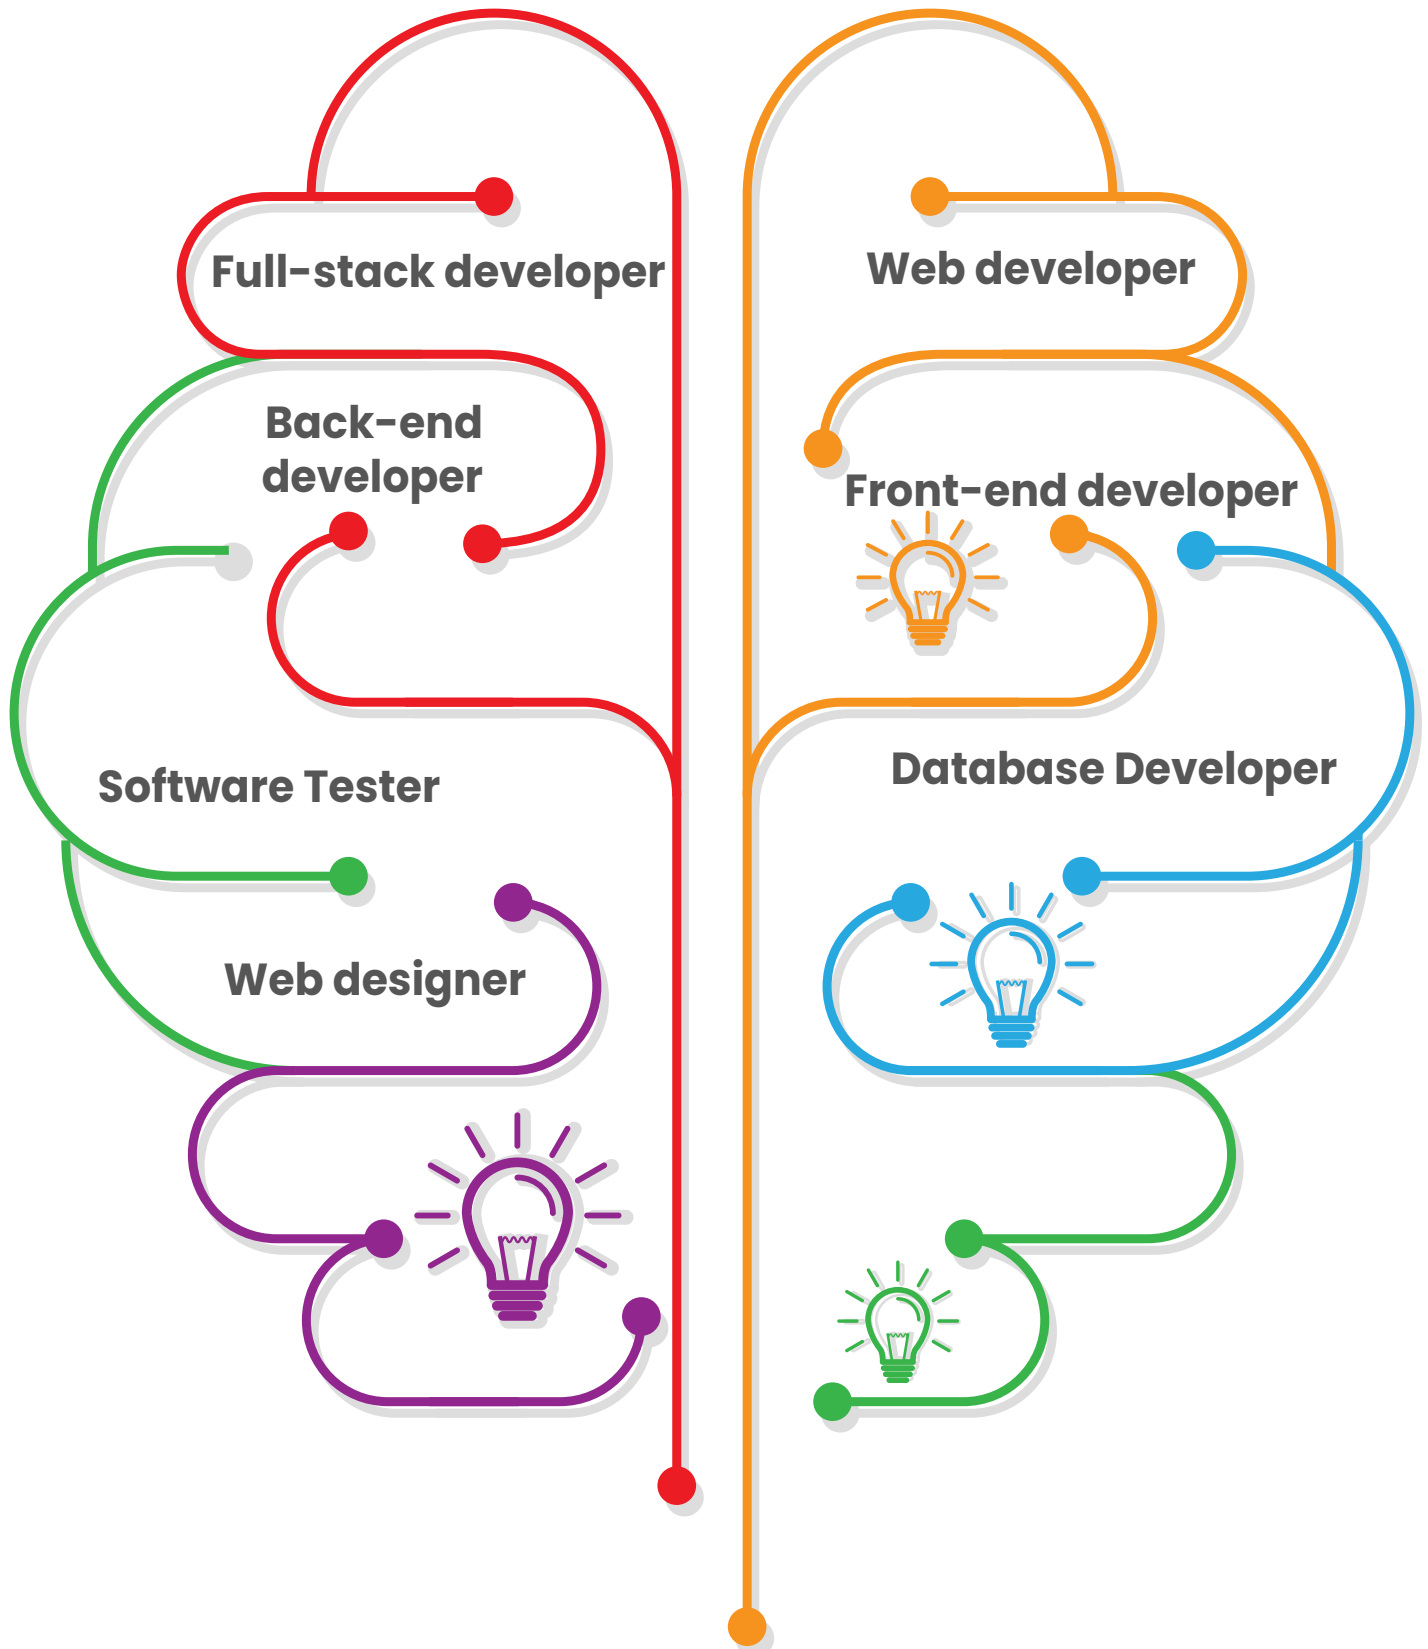 Full-stack developer
Back-end
developer
Software Tester
Web designer
Web developer
Front-end developer
Database Developer